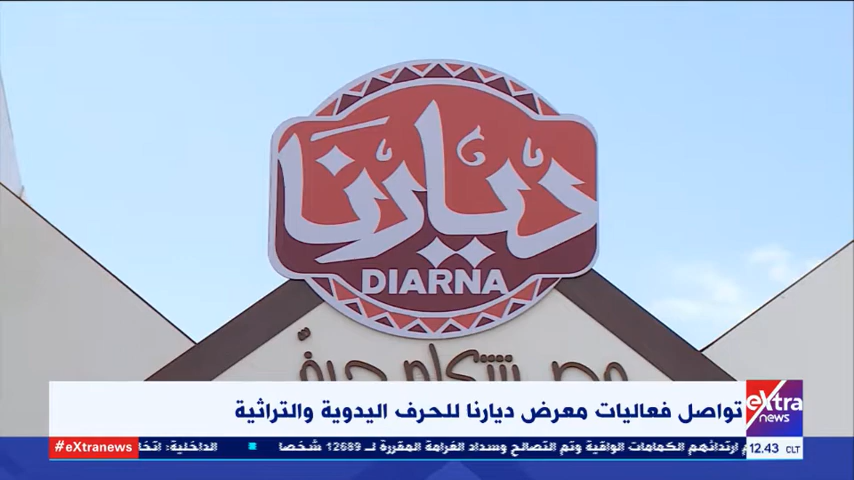 ديارنا
DIARNA
تواصل فعاليات معرض ديارنا للحرف اليدوية والتراثية
eXtra
news
#eXtranews
ارتدائهم الكمامات الواقية وتم التصالح وسداد الغرامة المقررة لـ 12689 شخصا ■ الداخلية:
12.43 CLT